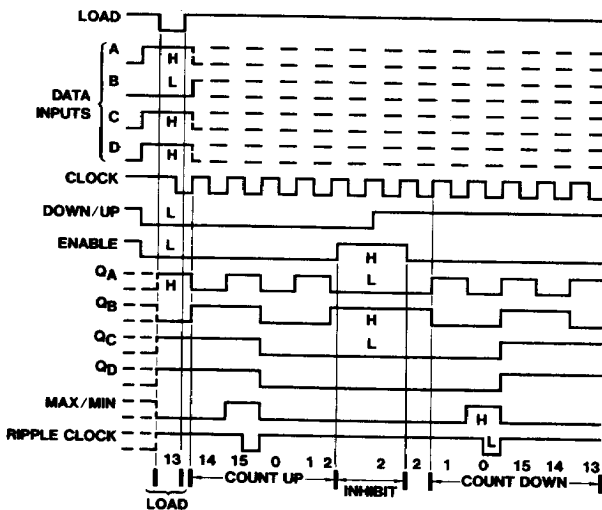 LOAD
A H
B L
DATA INPUTS
C H
D H
CLOCK
DOWN/UP L
ENABLE L H
QA H L
QB H
QC L
QD
MAX/MIN H
RIPPLE CLOCK L
13 14 15 0 1 2 2 2 1 0 15 14 13
COUNT UP INHIBIT COUNT DOWN
LOAD